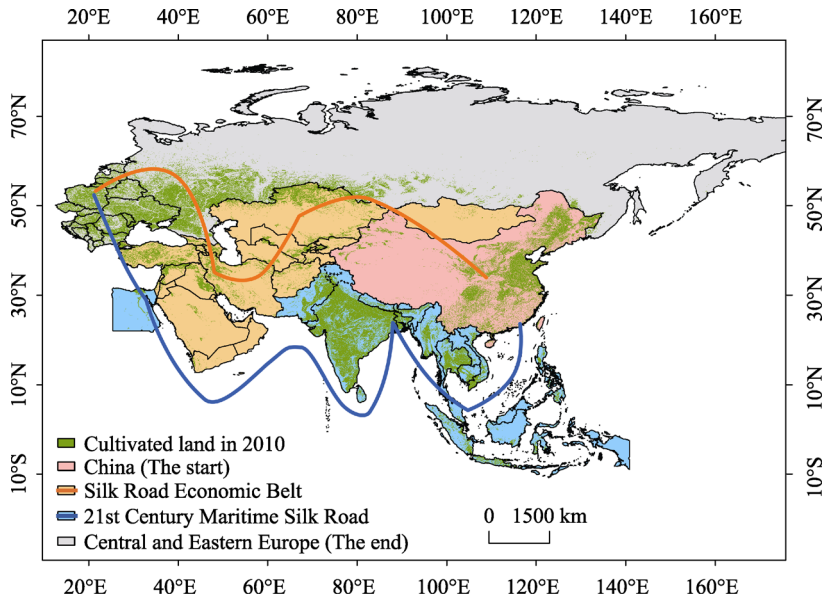 20°E 40°E 60°E 80°E 100°E 120°E 140°E 160°E
70°N 70°N
50°N 50°N
30°N 30°N
10°N 10°N
10°S 10°S
Cultivated land in 2010
China (The start)
Silk Road Economic Belt
21st Century Maritime Silk Road
Central and Eastern Europe (The end)
0 1500 km
20°E 40°E 60°E 80°E 100°E 120°E 140°E 160°E